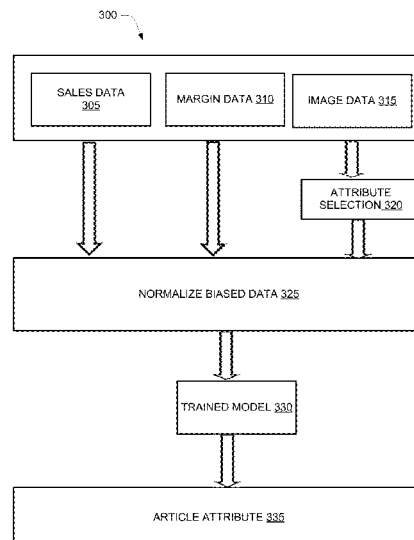 300
SALES DATA
305
MARGIN DATA 310
IMAGE DATA 315
ATTRIBUTE
SELECTION 320
NORMALIZE BIASED DATA 325
TRAINED MODEL 330
ARTICLE ATTRIBUTE 335